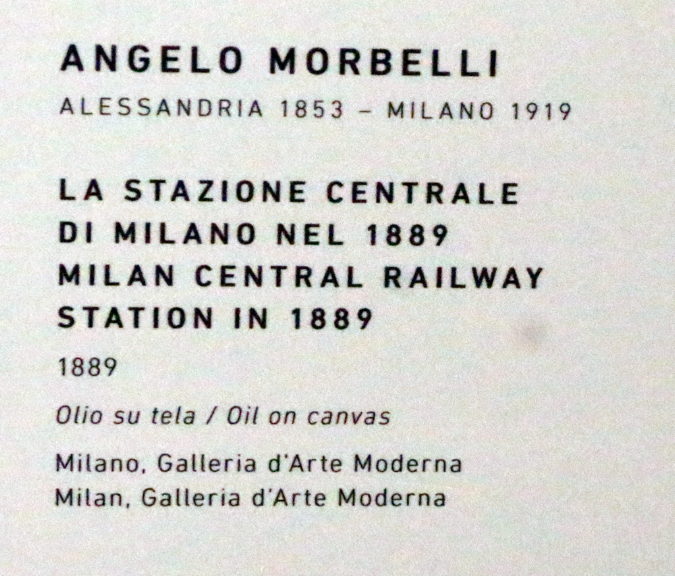 ANGELO MORBELLI
ALESSANDRIA 1853 – MILANO 1919
LA STAZIONE CENTRALE
DI MILANO NEL 1889
MILAN CENTRAL RAILWAY
STATION IN 1889
1889
Olio su tela / Oil on canvas
Milano, Galleria d'Arte Moderna
Milan, Galleria d'Arte Moderna